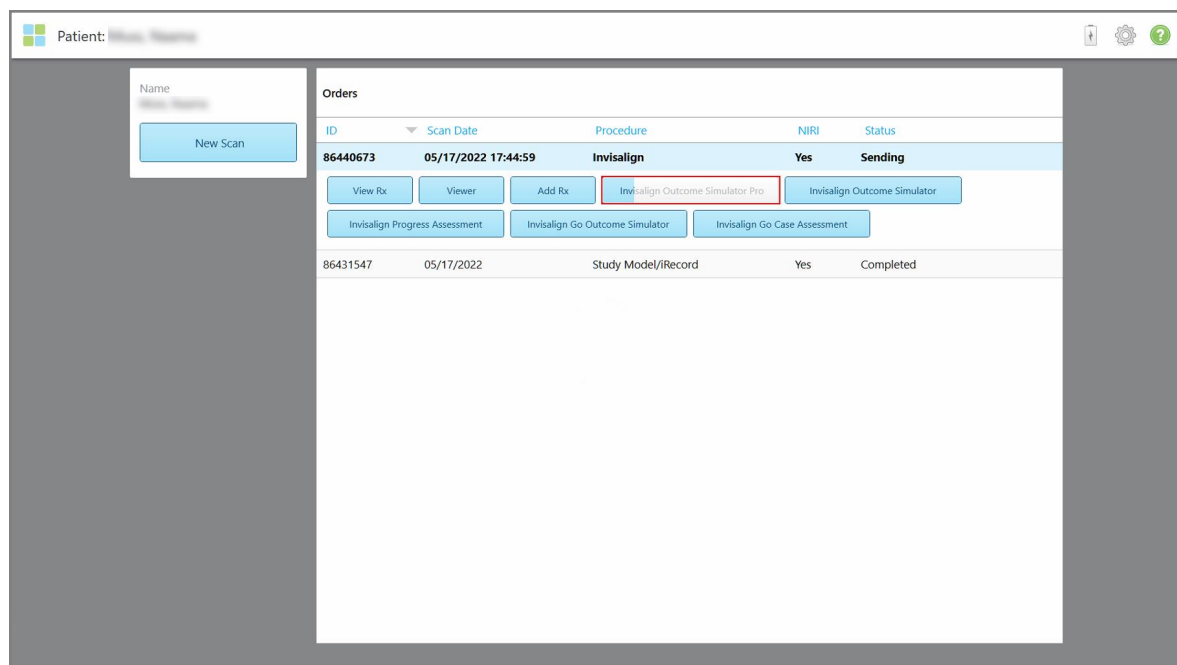 Patient:
Name
New Scan
Orders
ID Scan Date Procedure NIRI Status
86440673 05/17/2022 17:44:59 Invisalign Yes Sending
View Rx Viewer Add Rx Invisalign Outcome Simulator Pro Invisalign Outcome Simulator
Invisalign Progress Assessment Invisalign Go Outcome Simulator Invisalign Go Case Assessment
86431547 05/17/2022 Study Model/iRecord Yes Completed